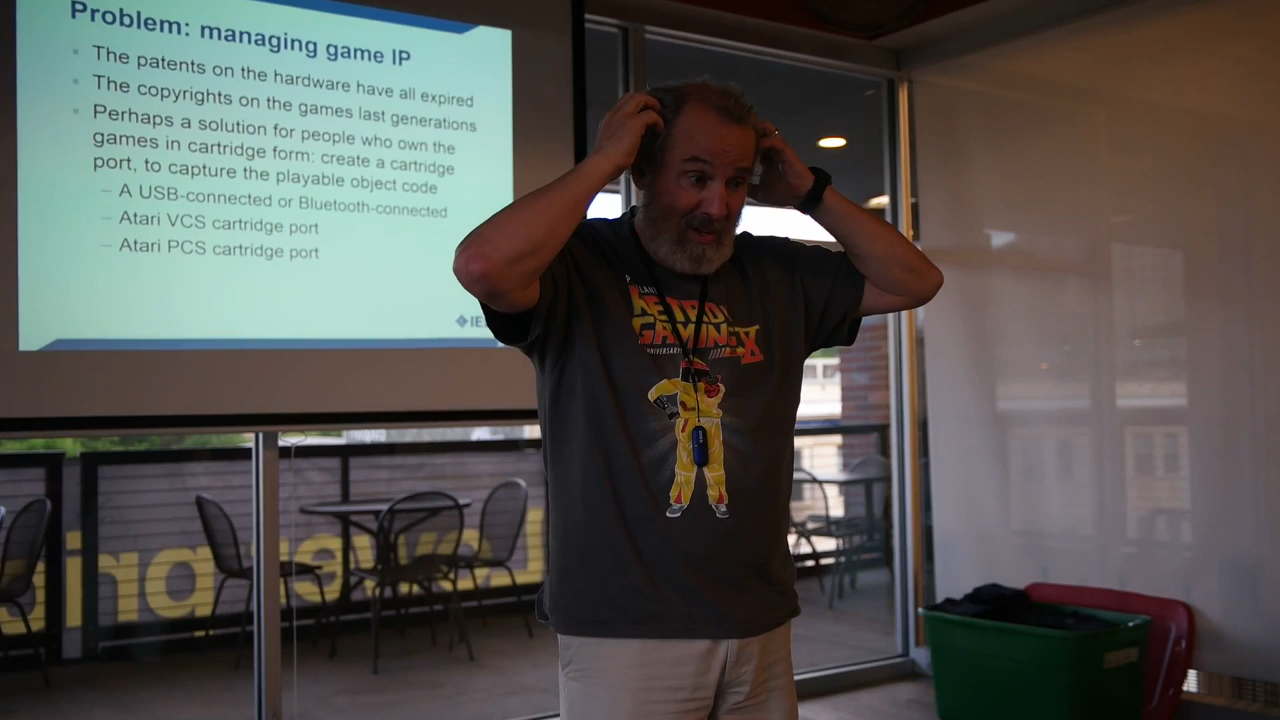 Problem: managing game IP
The patents on the hardware have all expired
The copyrights on the games last generations
Perhaps a solution for people who own the
games in cartridge form: create a cartridge
port, to capture the playable object code
– A USB-connected or Bluetooth-connected
– Atari VCS cartridge port
– Atari PCS cartridge port
RETRO
GAMING
X